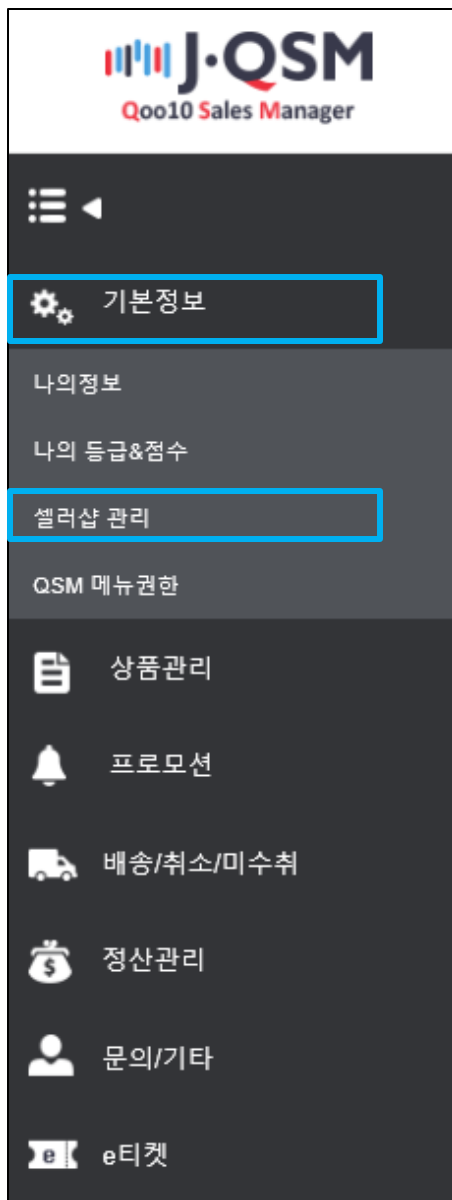 J·QSM
Qoo10 Sales Manager
기본정보
나의정보
나의 등급&점수
셀러샵 관리
QSM 메뉴권한
상품관리
프로모션
배송/취소/미수취
$
정산관리
문의/기타
e
e티켓